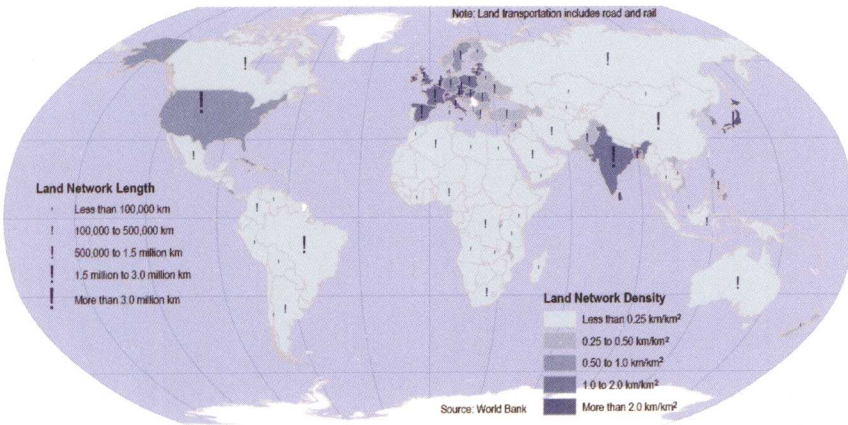 Note: Land transportation includes road and rail
Land Network Length
Less than 100,000 km
100,000 to 500,000 km
500,000 to 1.5 million km
1.5 million to 3.0 million km
More than 3.0 million km
Land Network Density
Less than 0.25 km/km²
0.25 to 0.50 km/km²
0.50 to 1.0 km/km²
1.0 to 2.0 km/km²
More than 2.0 km/km²
Source: World Bank